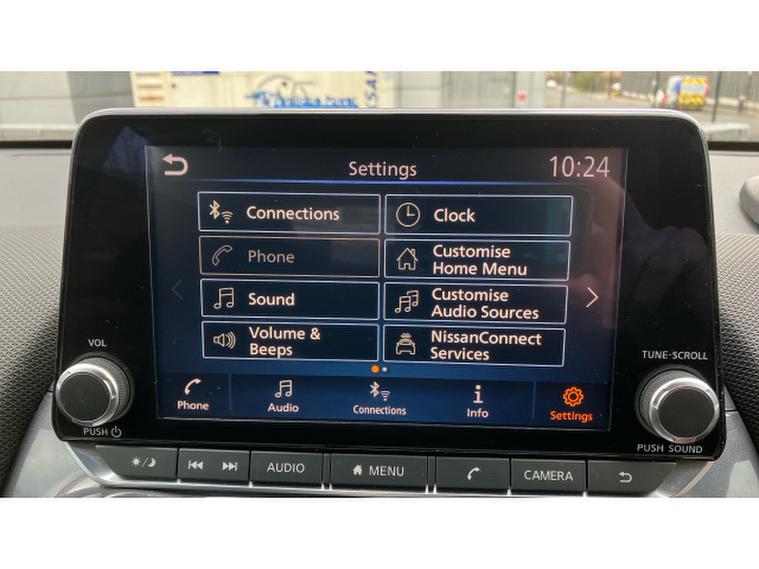 Settings
10:24
Connections
Clock
Phone
Customise
Home Menu
Sound
Customise
Audio Sources
Volume &
Beeps
NissanConnect
Services
Phone
Audio
Connections
Info
Settings
VOL
PUSH
TUNE·SCROLL
PUSH SOUND
AUDIO
MENU
CAMERA